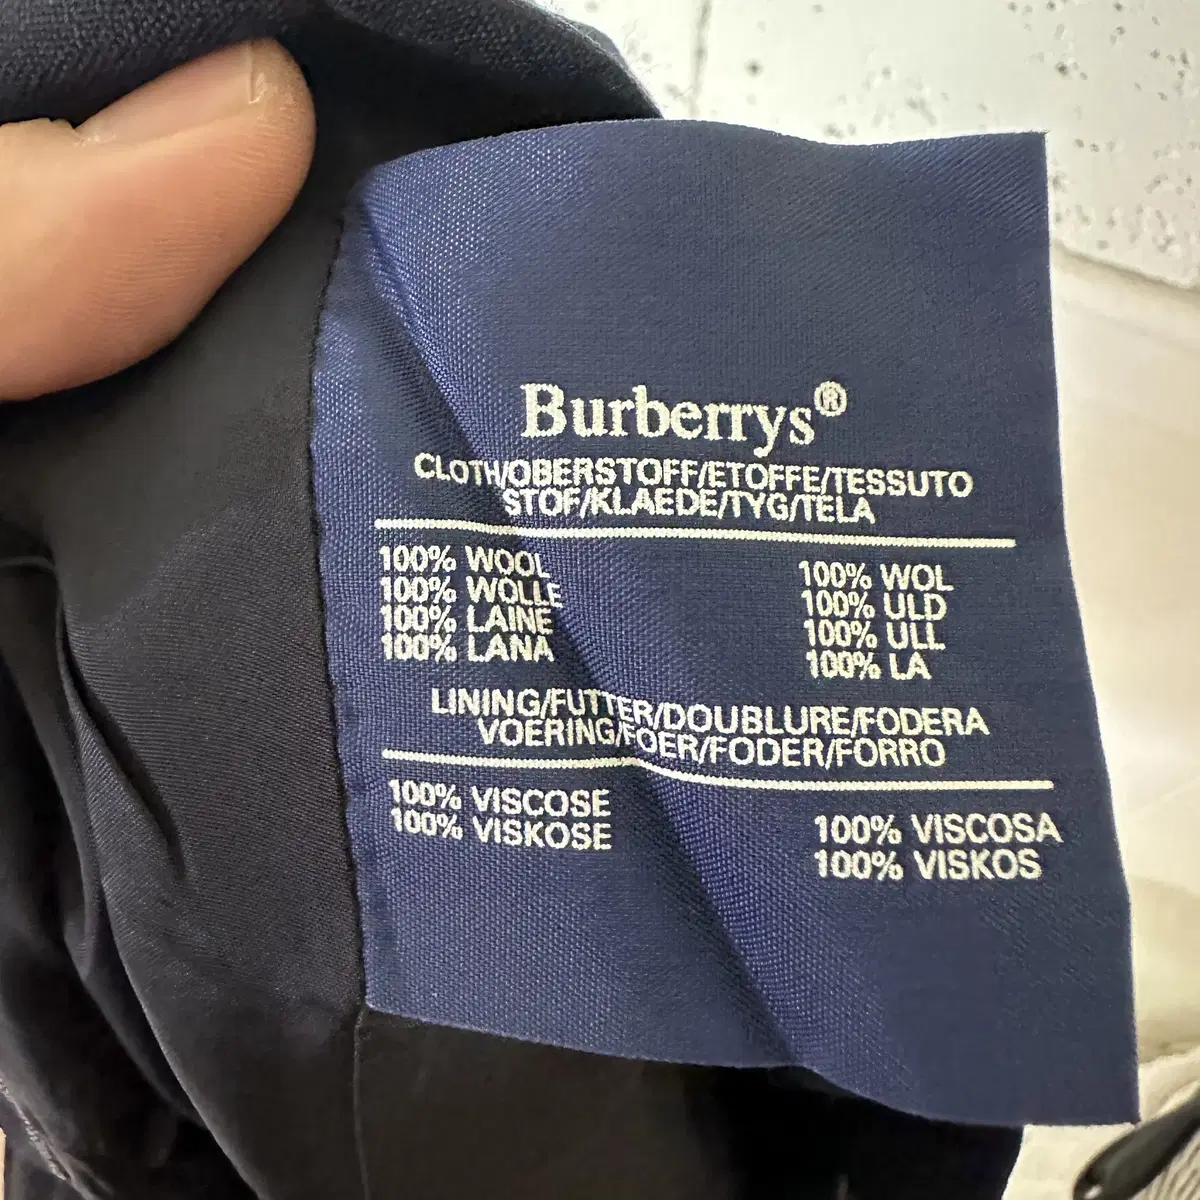 Burberrys®
CLOTH/OBERSTOFF/ETOFFE/TESSUTO
STOF/KLAEDE/TYG/TELA
100% WOOL
100% WOLLE
100% LAINE
100% LANA
100% WOL
100% ULD
100% ULL
100% LA
LINING/FUTTER/DOUBLURE/FODERA
VOERING/FOER/FODER/FORRO
100% VISCOSE
100% VISKOSE
100% VISCOSA
100% VISKOS